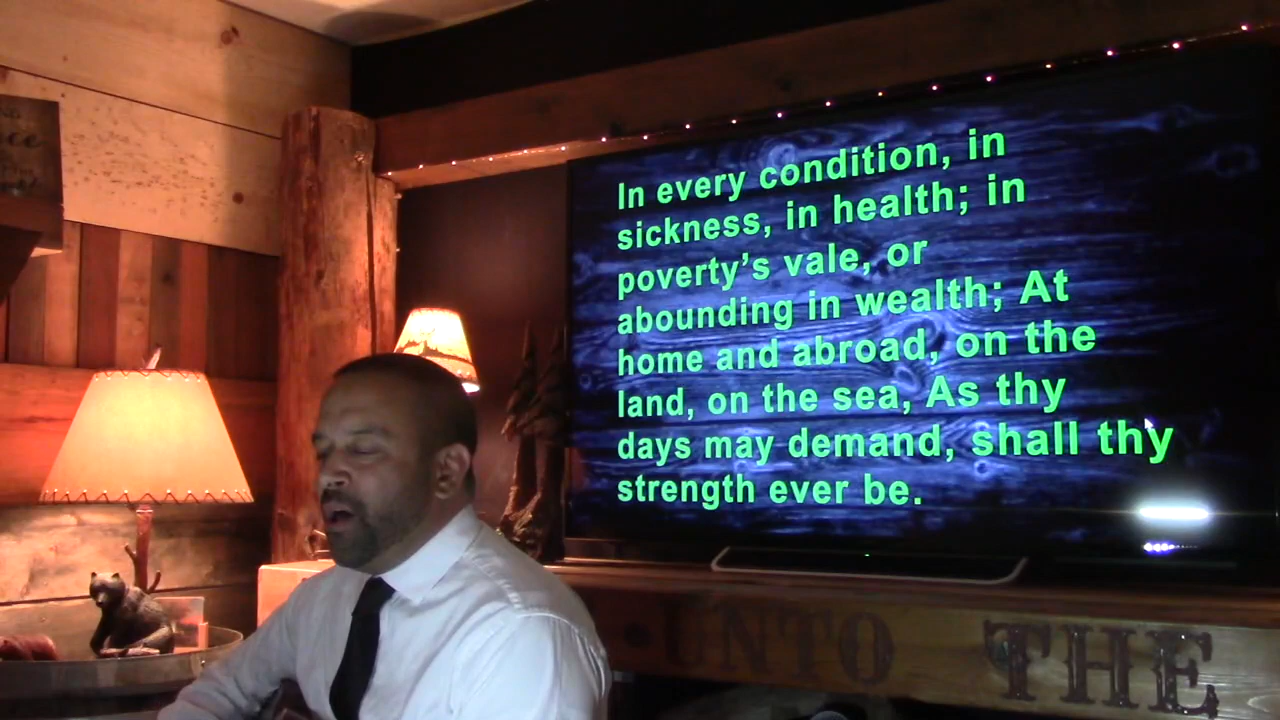 In every condition, in
sickness, in health; in
poverty's vale, or
abounding in wealth; At
home and abroad, on the
land, on the sea, As thy
days may demand, shall thy
strength ever be.
UNTO THE